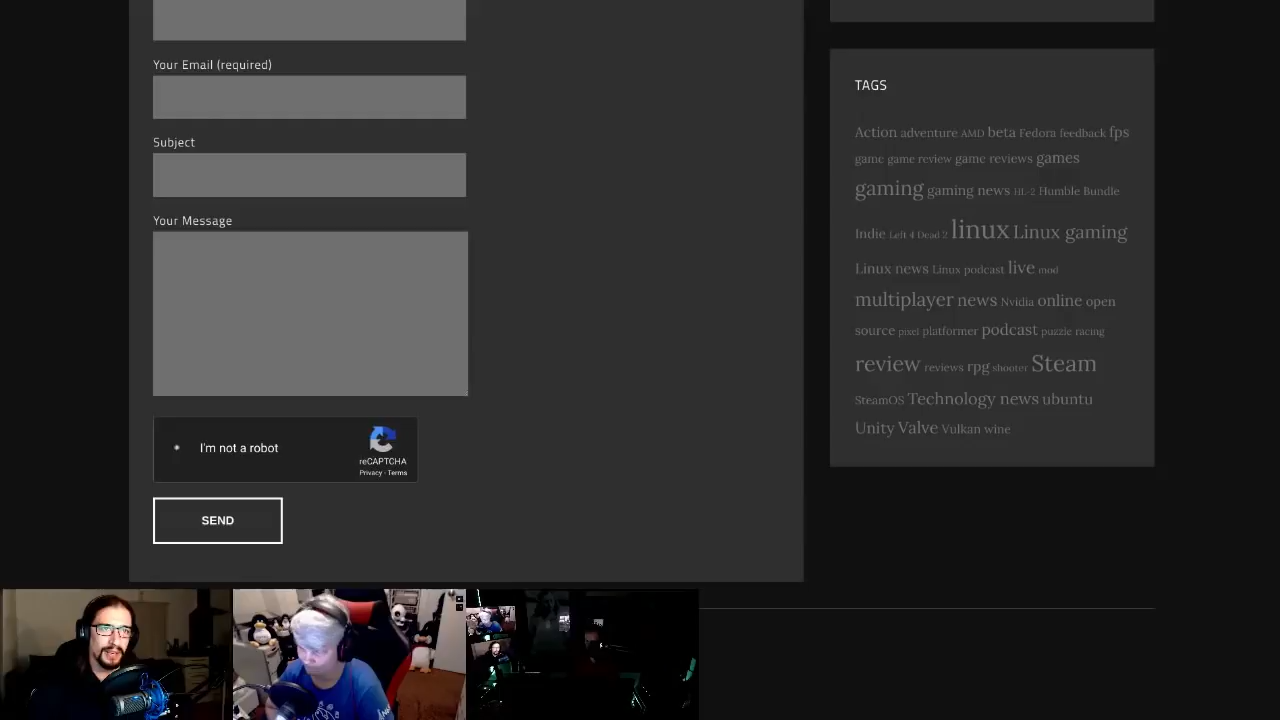 Your Email (required)
Subject
Your Message
I'm not a robot
reCAPTCHA
Privacy - Terms
SEND
TAGS
Action adventure AMD beta Fedora feedback fps
game game review game reviews games
gaming gaming news HL-2 Humble Bundle
Indie Left 4 Dead 2 linux Linux gaming
Linux news Linux podcast live mod
multiplayer news Nvidia online open
source pixel platformer podcast puzzle racing
review reviews rpg shooter Steam
SteamOS Technology news ubuntu
Unity Valve Vulkan wine